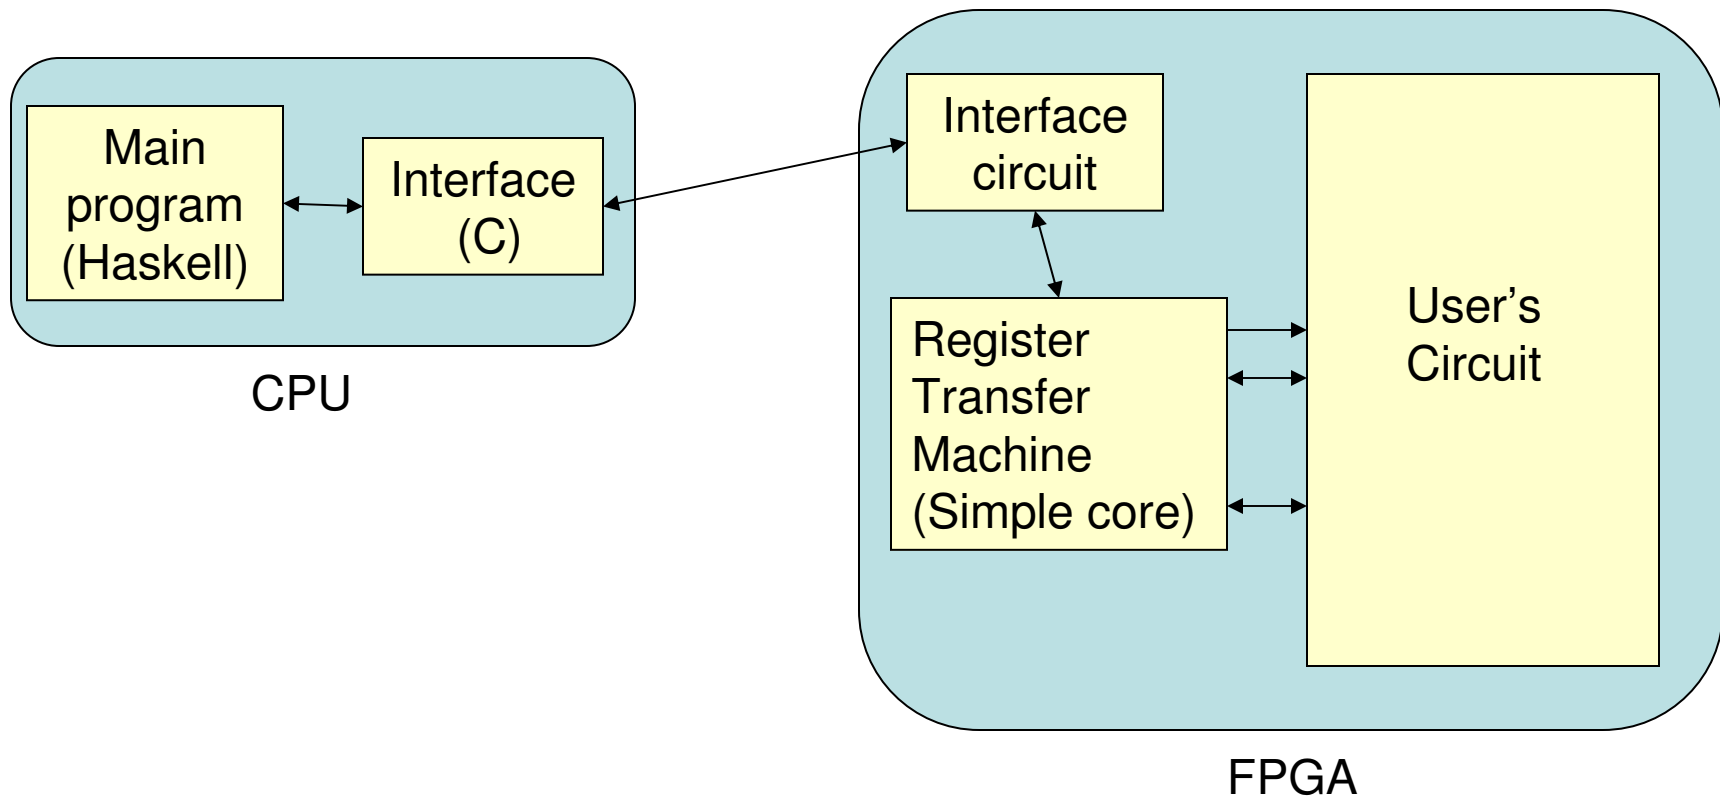 Main
program
(Haskell)
Interface
(C)
CPU
Interface
circuit
Register
Transfer
Machine
(Simple core)
User’s
Circuit
FPGA